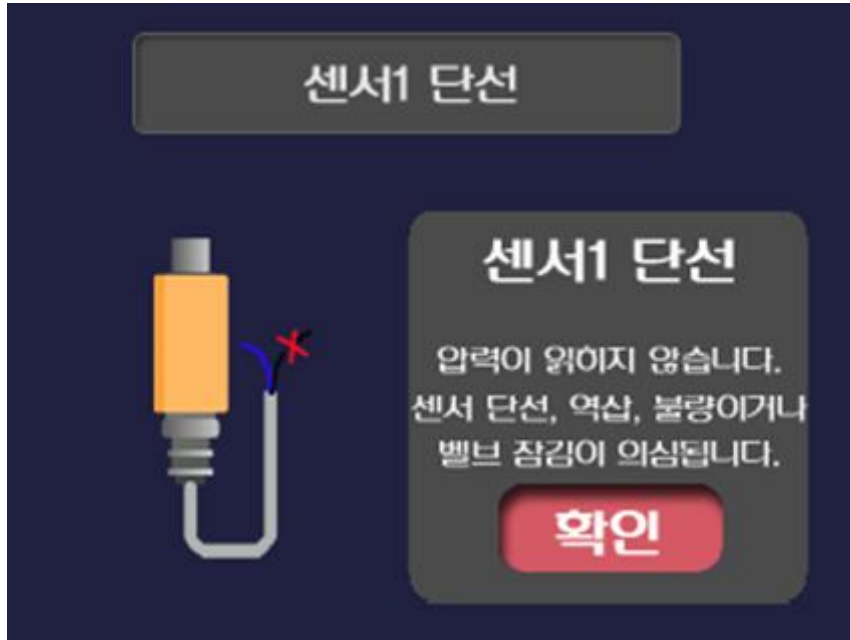 센서1 단선
센서1 단선
압력이 읽히지 않습니다.
센서 단선, 역삽, 불량이거나
밸브 잠김이 의심됩니다.
확인